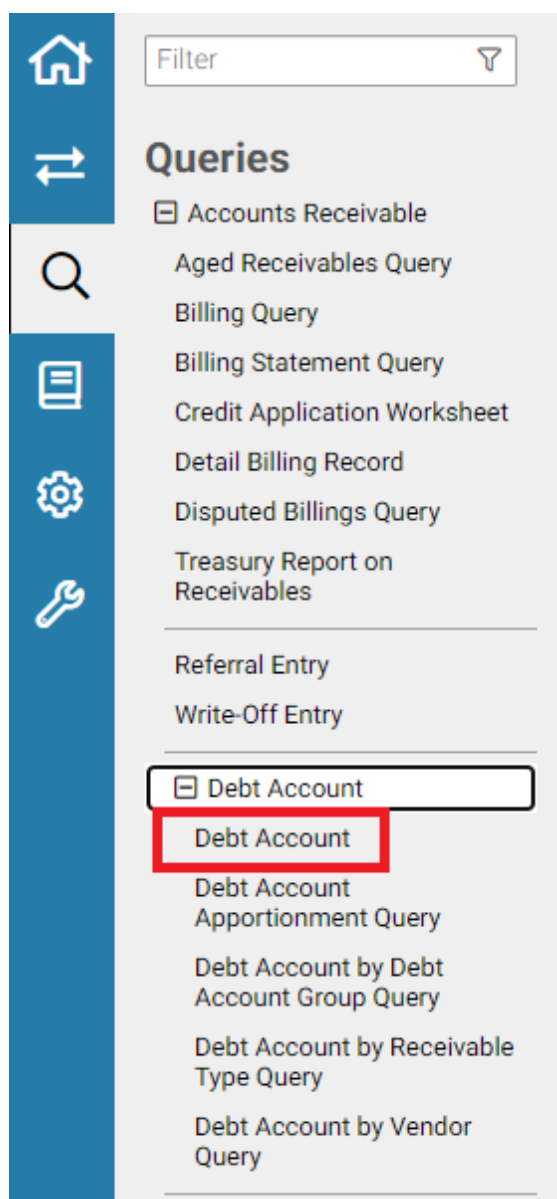 Filter
Queries
Accounts Receivable
Aged Receivables Query
Billing Query
Billing Statement Query
Credit Application Worksheet
Detail Billing Record
Disputed Billings Query
Treasury Report on
Receivables
Referral Entry
Write-Off Entry
Debt Account
Debt Account
Debt Account
Apportionment Query
Debt Account by Debt
Account Group Query
Debt Account by Receivable
Type Query
Debt Account by Vendor
Query